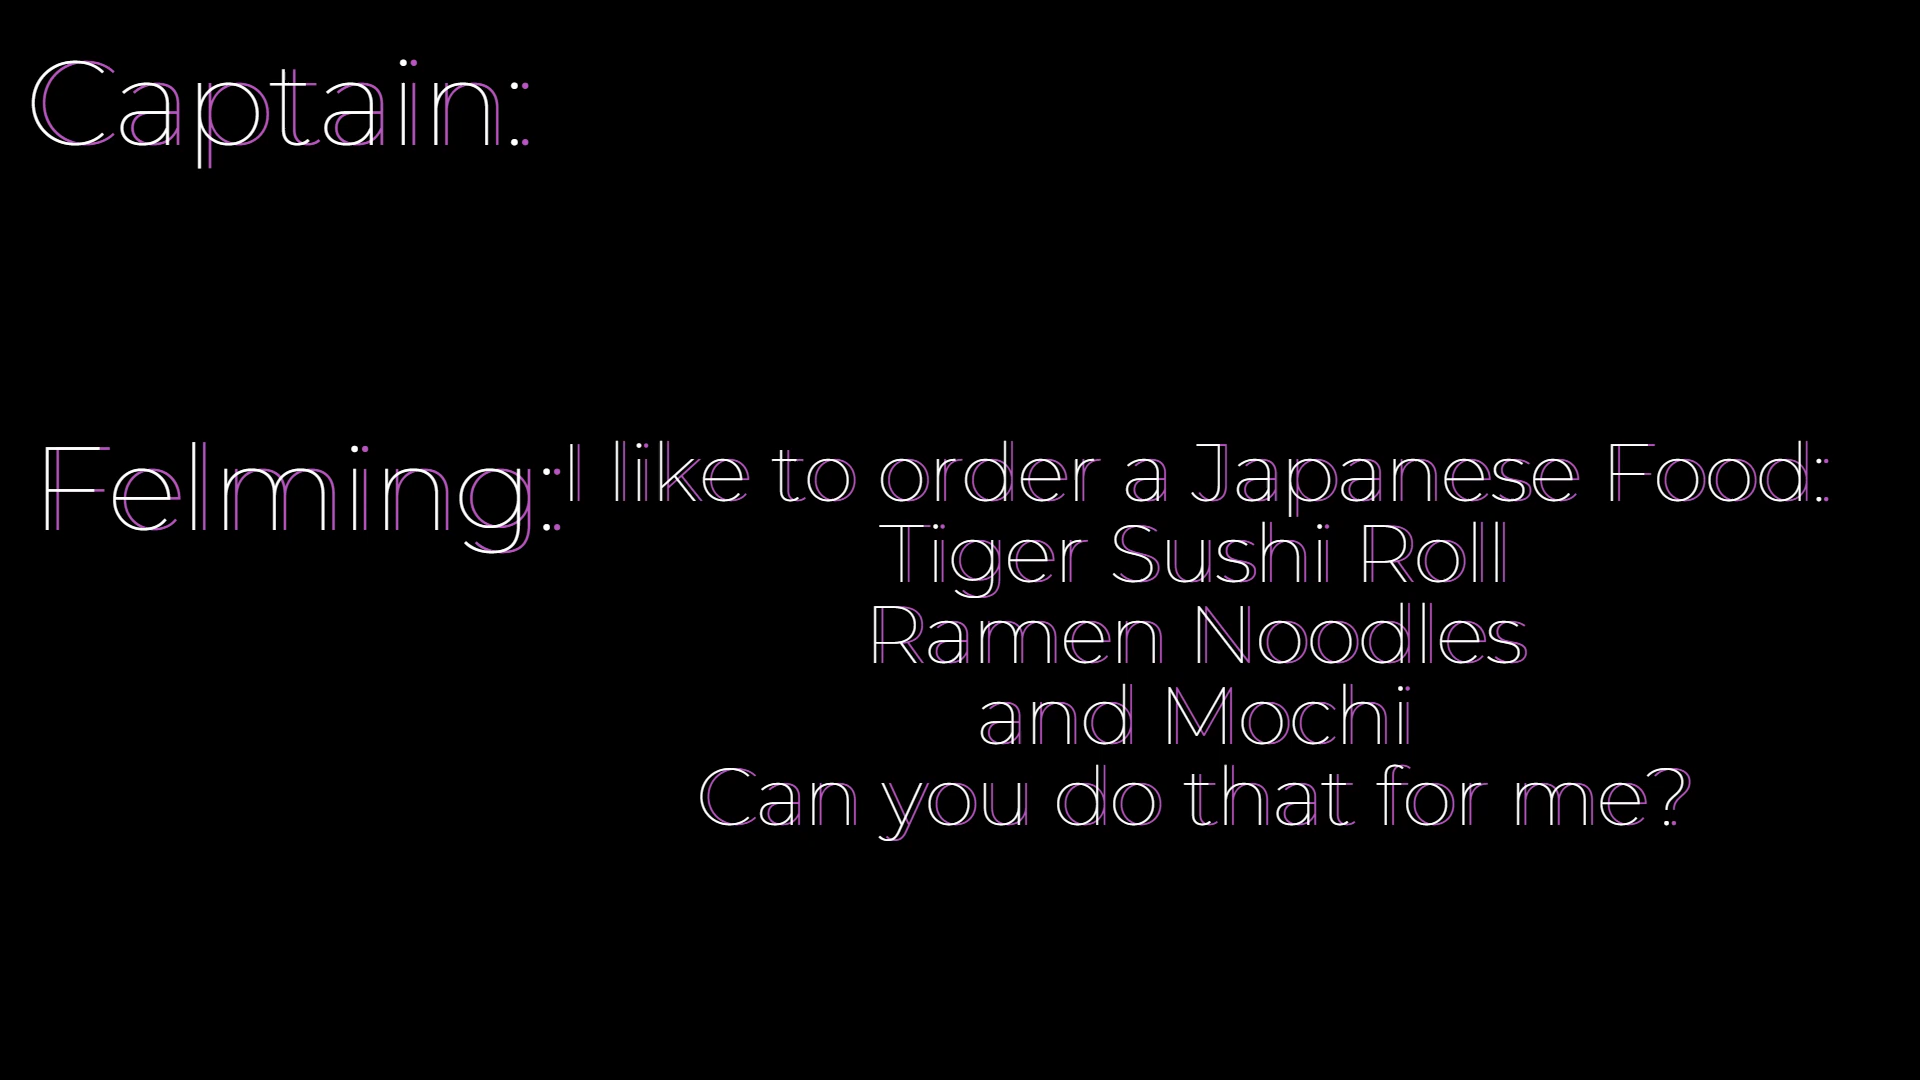 Captain:
Felming: I like to order a Japanese Food:
Tiger Sushi Roll
Ramen Noodles
and Mochi
Can you do that for me?